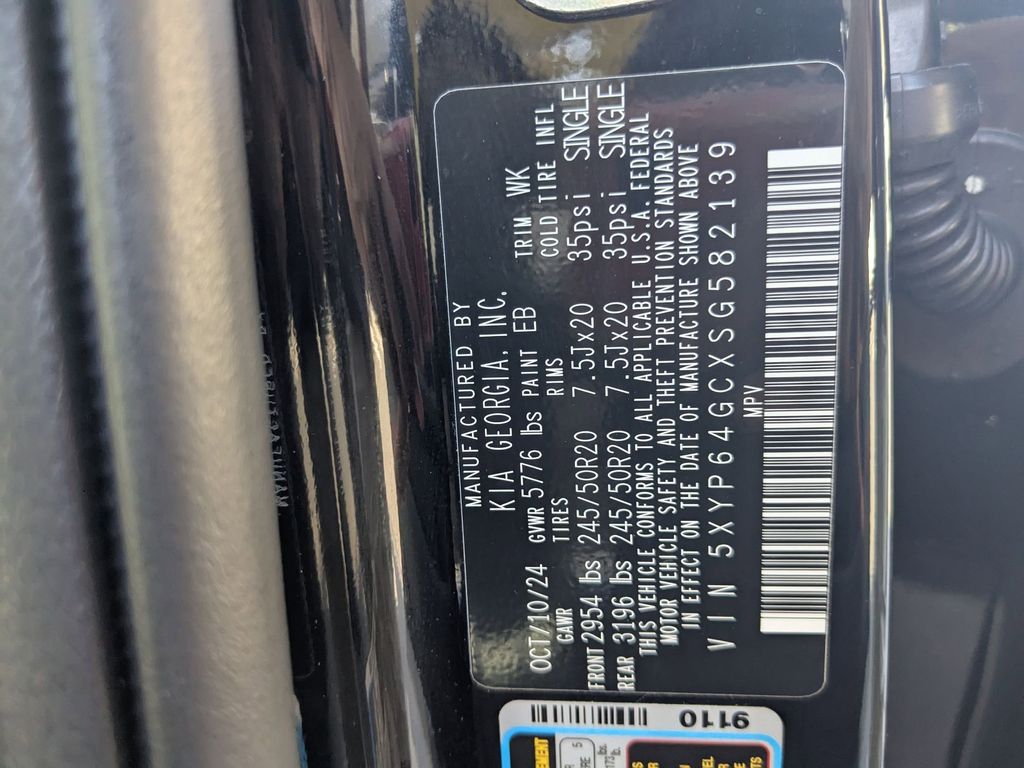 MANUFACTURED BY
KIA GEORGIA, INC.
OCT/10/24 GVWR 5776 lbs PAINT EB TRIM WK
GAWR TIRES RIMS COLD TIRE INFL
FRONT 2954 lbs 245/50R20 7.5Jx20 35psi SINGLE
REAR 3196 lbs 245/50R20 7.5Jx20 35psi SINGLE
THIS VEHICLE CONFORMS TO ALL APPLICABLE U.S.A. FEDERAL
MOTOR VEHICLE SAFETY AND THEFT PREVENTION STANDARDS
IN EFFECT ON THE DATE OF MANUFACTURE SHOWN ABOVE
VIN 5XYP64GCXSG582139
MPV
9110